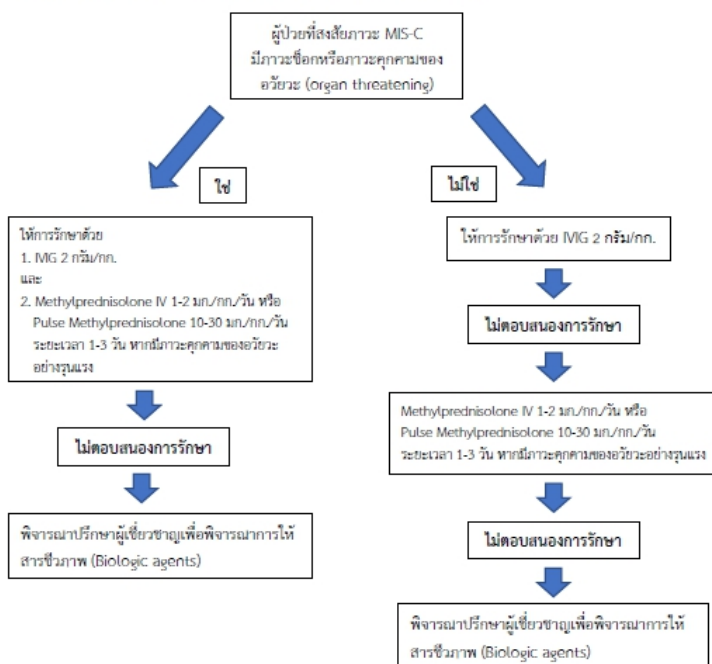 ผู้ป่วยที่สงสัยภาวะ MIS-C
มีภาวะช็อกหรือภาวะคุกคามของ
อวัยวะ (organ threatening)
ใช่
ให้การรักษาด้วย
1. IVIG 2 กรัม/กก.
และ
2. Methylprednisolone IV 1-2 มก./กก./วัน หรือ
Pulse Methylprednisolone 10-30 มก./กก./วัน
ระยะเวลา 1-3 วัน หากมีภาวะคุกคามของอวัยวะ
อย่างรุนแรง
ไม่ตอบสนองการรักษา
พิจารณาปรึกษาผู้เชี่ยวชาญเพื่อพิจารณาการให้
สารชีวภาพ (Biologic agents)
ไม่ใช่
ให้การรักษาด้วย IVIG 2 กรัม/กก.
ไม่ตอบสนองการรักษา
Methylprednisolone IV 1-2 มก./กก./วัน หรือ
Pulse Methylprednisolone 10-30 มก./กก./วัน
ระยะเวลา 1-3 วัน หากมีภาวะคุกคามของอวัยวะอย่างรุนแรง
ไม่ตอบสนองการรักษา
พิจารณาปรึกษาผู้เชี่ยวชาญเพื่อพิจารณาการให้
สารชีวภาพ (Biologic agents)